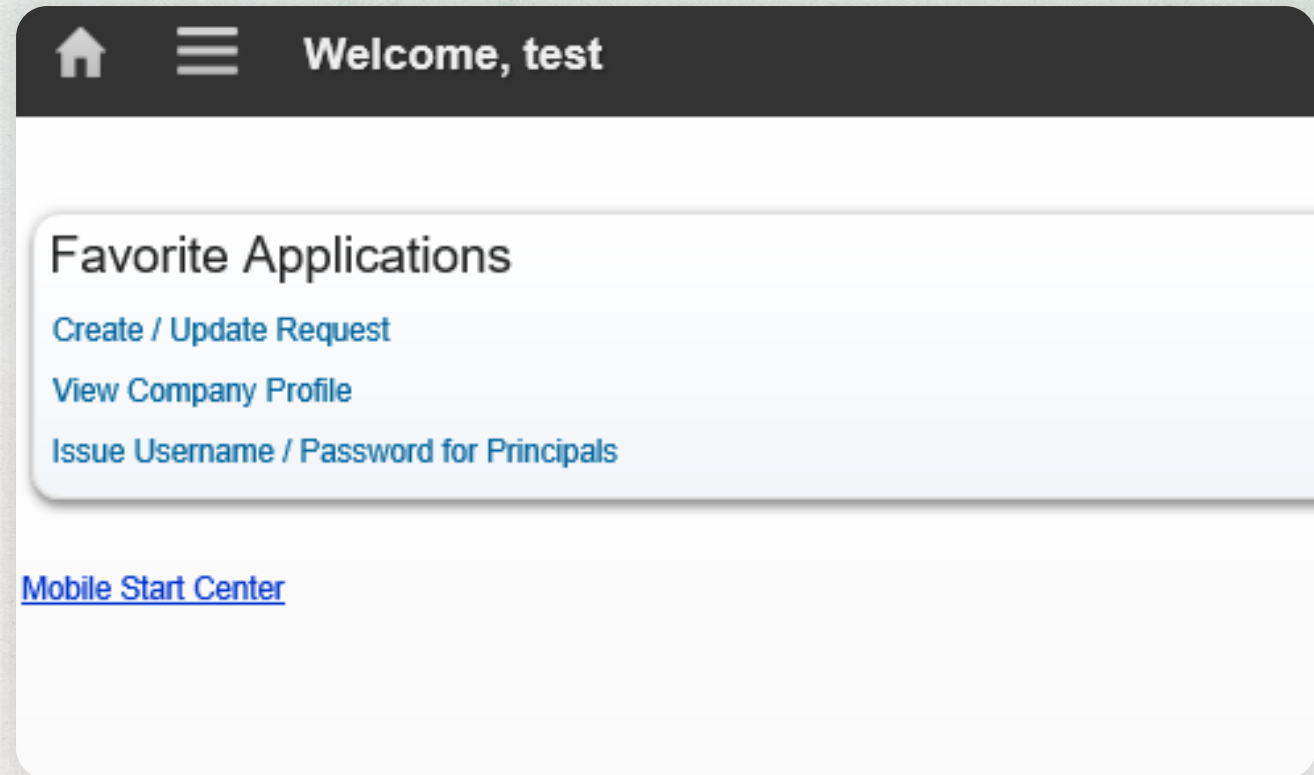 Welcome, test
Favorite Applications
Create / Update Request
View Company Profile
Issue Username / Password for Principals
Mobile Start Center